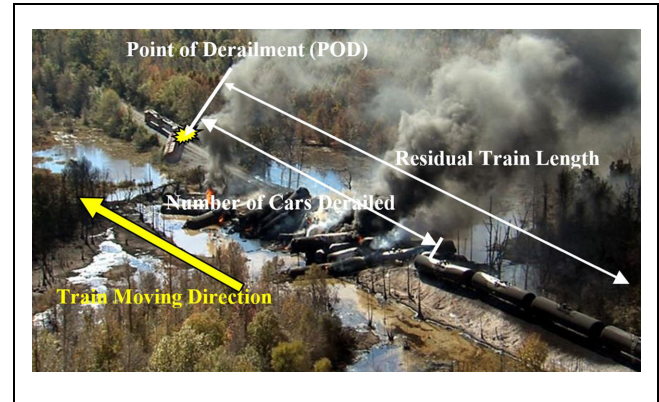 Point of Derailment (POD)
Residual Train Length
Number of Cars Derailed
Train Moving Direction